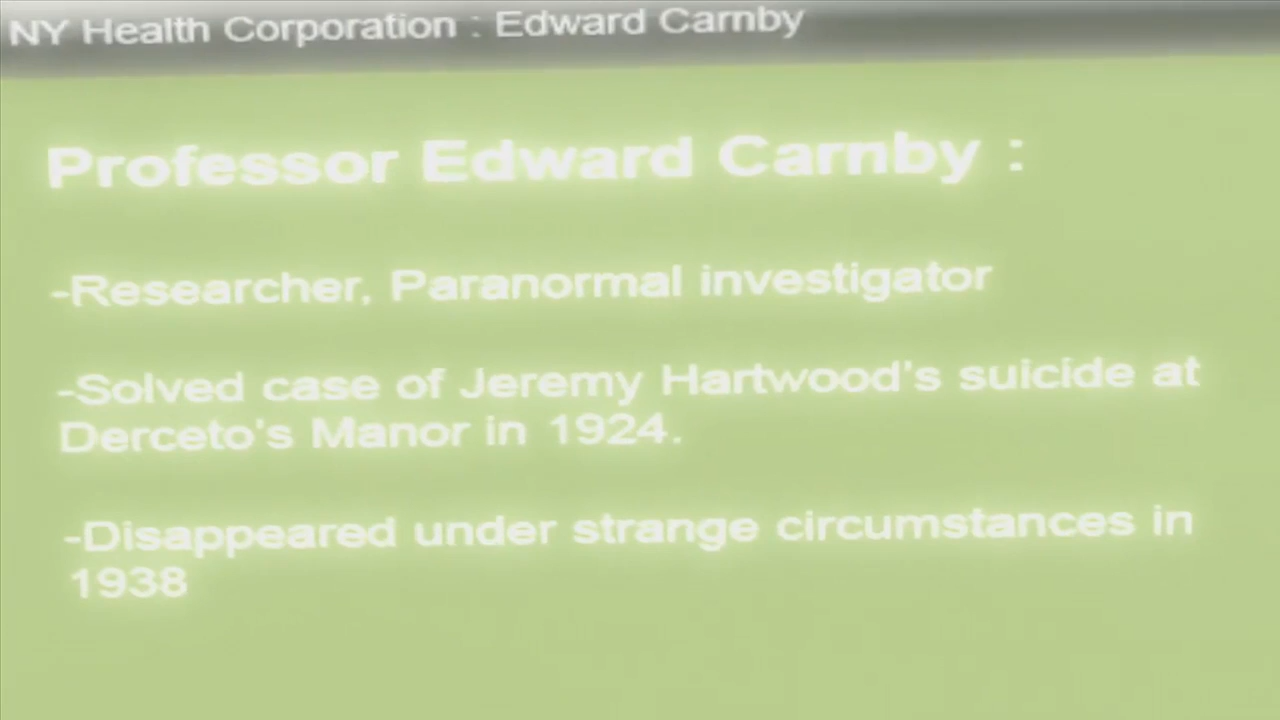 NY Health Corporation : Edward Carnby
Professor Edward Carnby :
-Researcher, Paranormal investigator
-Solved case of Jeremy Hartwood's suicide at
Derceto's Manor in 1924.
-Disappeared under strange circumstances in
1938